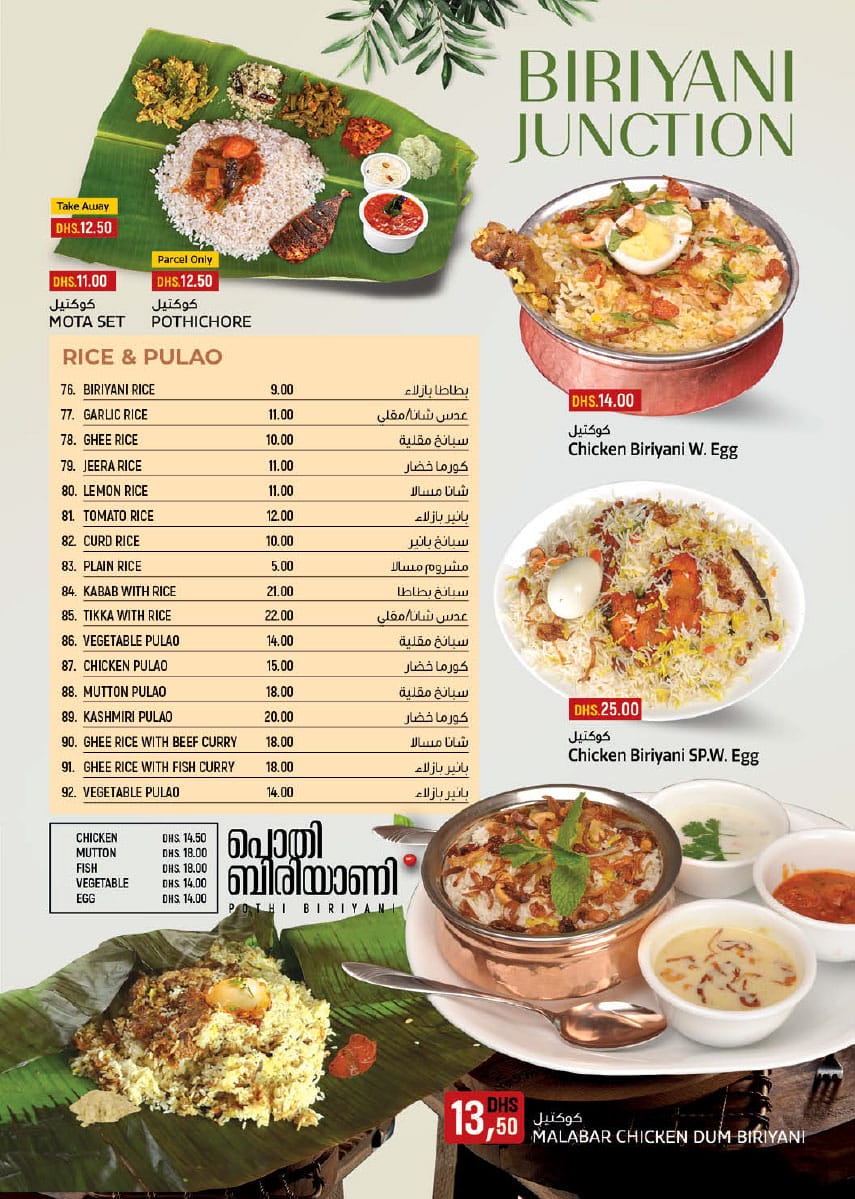 BIRIYANI
JUNCTION
Take Away
DHS.12.50
Parcel Only
DHS.11.00
DHS.12.50
كوكتيل
كوكتيل
MOTA SET
POTHICHORE
RICE & PULAO
76. BIRIYANI RICE 9.00 بطاطا بازلاء
77. GARLIC RICE 11.00 عدس شانا/مقلي
78. GHEE RICE 10.00 سبانخ مقلية
79. JEERA RICE 11.00 كورما خضار
80. LEMON RICE 11.00 شانا مسالا
81. TOMATO RICE 12.00 بانير بازلاء
82. CURD RICE 10.00 سبانخ بانير
83. PLAIN RICE 5.00 مشروم مسالا
84. KABAB WITH RICE 21.00 سبانخ بطاطا
85. TIKKA WITH RICE 22.00 عدس شانا/مقلي
86. VEGETABLE PULAO 14.00 سبانخ مقلية
87. CHICKEN PULAO 15.00 كورما خضار
88. MUTTON PULAO 18.00 سبانخ مقلية
89. KASHMIRI PULAO 20.00 كورما خضار
90. GHEE RICE WITH BEEF CURRY 18.00 شانا مسالا
91. GHEE RICE WITH FISH CURRY 18.00 بانير بازلاء
92. VEGETABLE PULAO 14.00 بانير بازلاء
DHS.14.00
كوكتيل
Chicken Biriyani W. Egg
DHS.25.00
كوكتيل
Chicken Biriyani SP.W. Egg
CHICKEN DHS. 14.50
MUTTON DHS. 18.00
FISH DHS. 18.00
VEGETABLE DHS. 14.00
EGG DHS. 14.00
പൊതി
ബിരിയാണി
POTHI BIRIYANI
13,50 DHS
كوكتيل
MALABAR CHICKEN DUM BIRIYANI